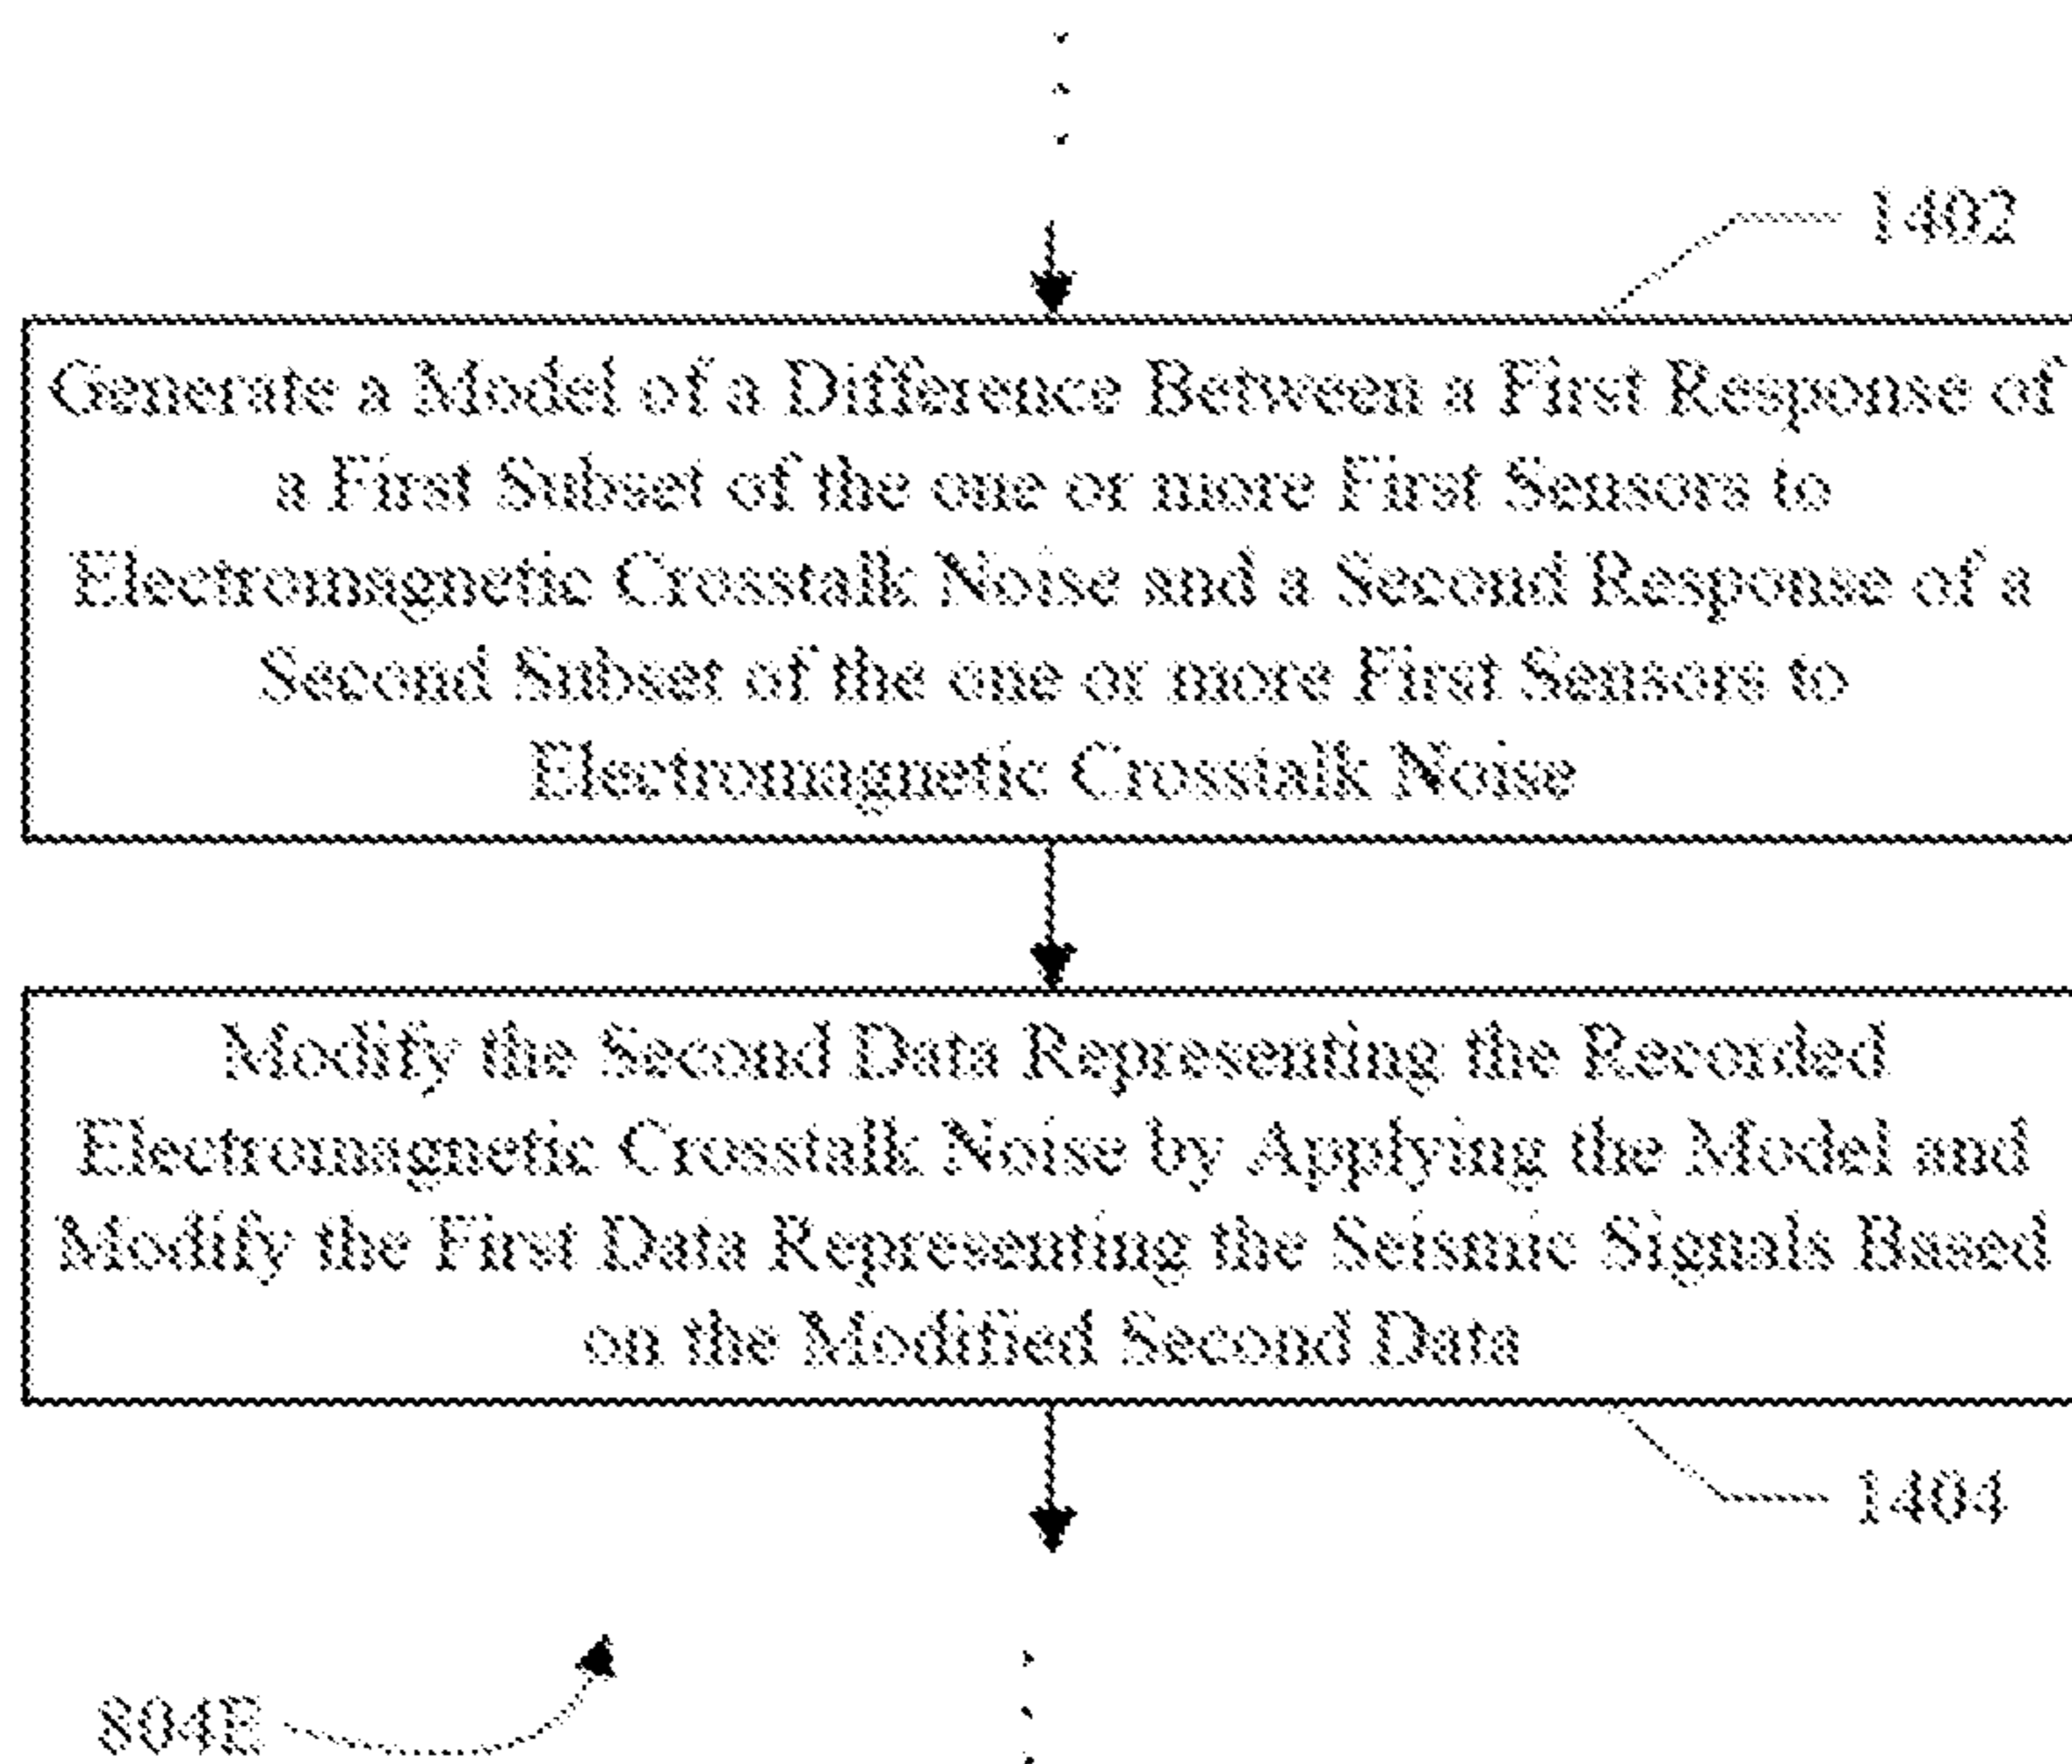 1402
Generate a Model of a Difference Between a First Response of
a First Subset of the one or more First Sensors to
Electromagnetic Crosstalk Noise and a Second Response of a
Second Subset of the one or more First Sensors to
Electromagnetic Crosstalk Noise
Modify the Second Data Representing the Recorded
Electromagnetic Crosstalk Noise by Applying the Model and
Modify the First Data Representing the Seismic Signals Based
on the Modified Second Data
1404
804E